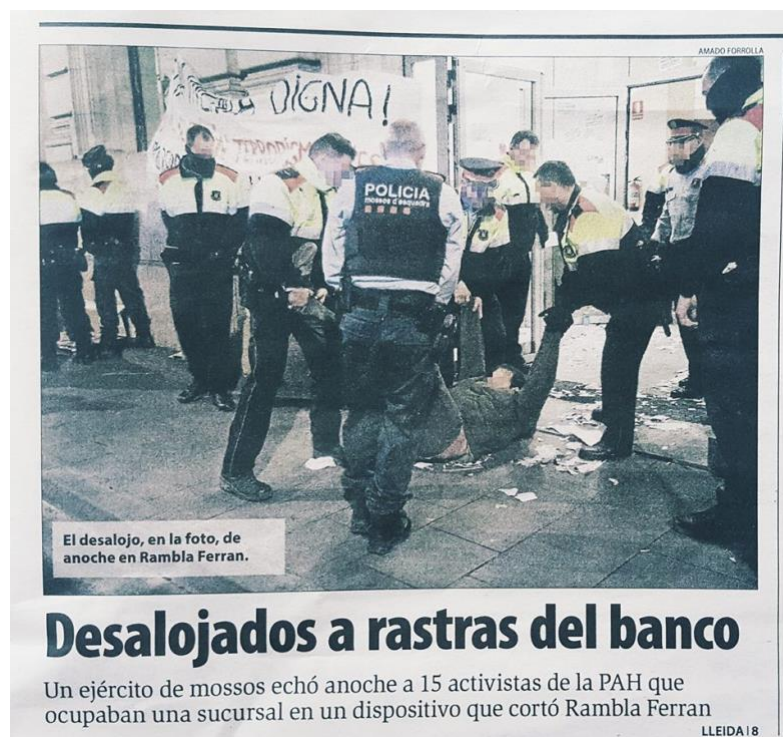 AMADO FORROLLA
DIGNA!
POLICIA
mossos d'esquadra
El desalojo, en la foto, de
anoche en Rambla Ferran.
Desalojados a rastras del banco
Un ejército de mossos echó anoche a 15 activistas de la PAH que
ocupaban una sucursal en un dispositivo que cortó Rambla Ferran
LLEIDA | 8